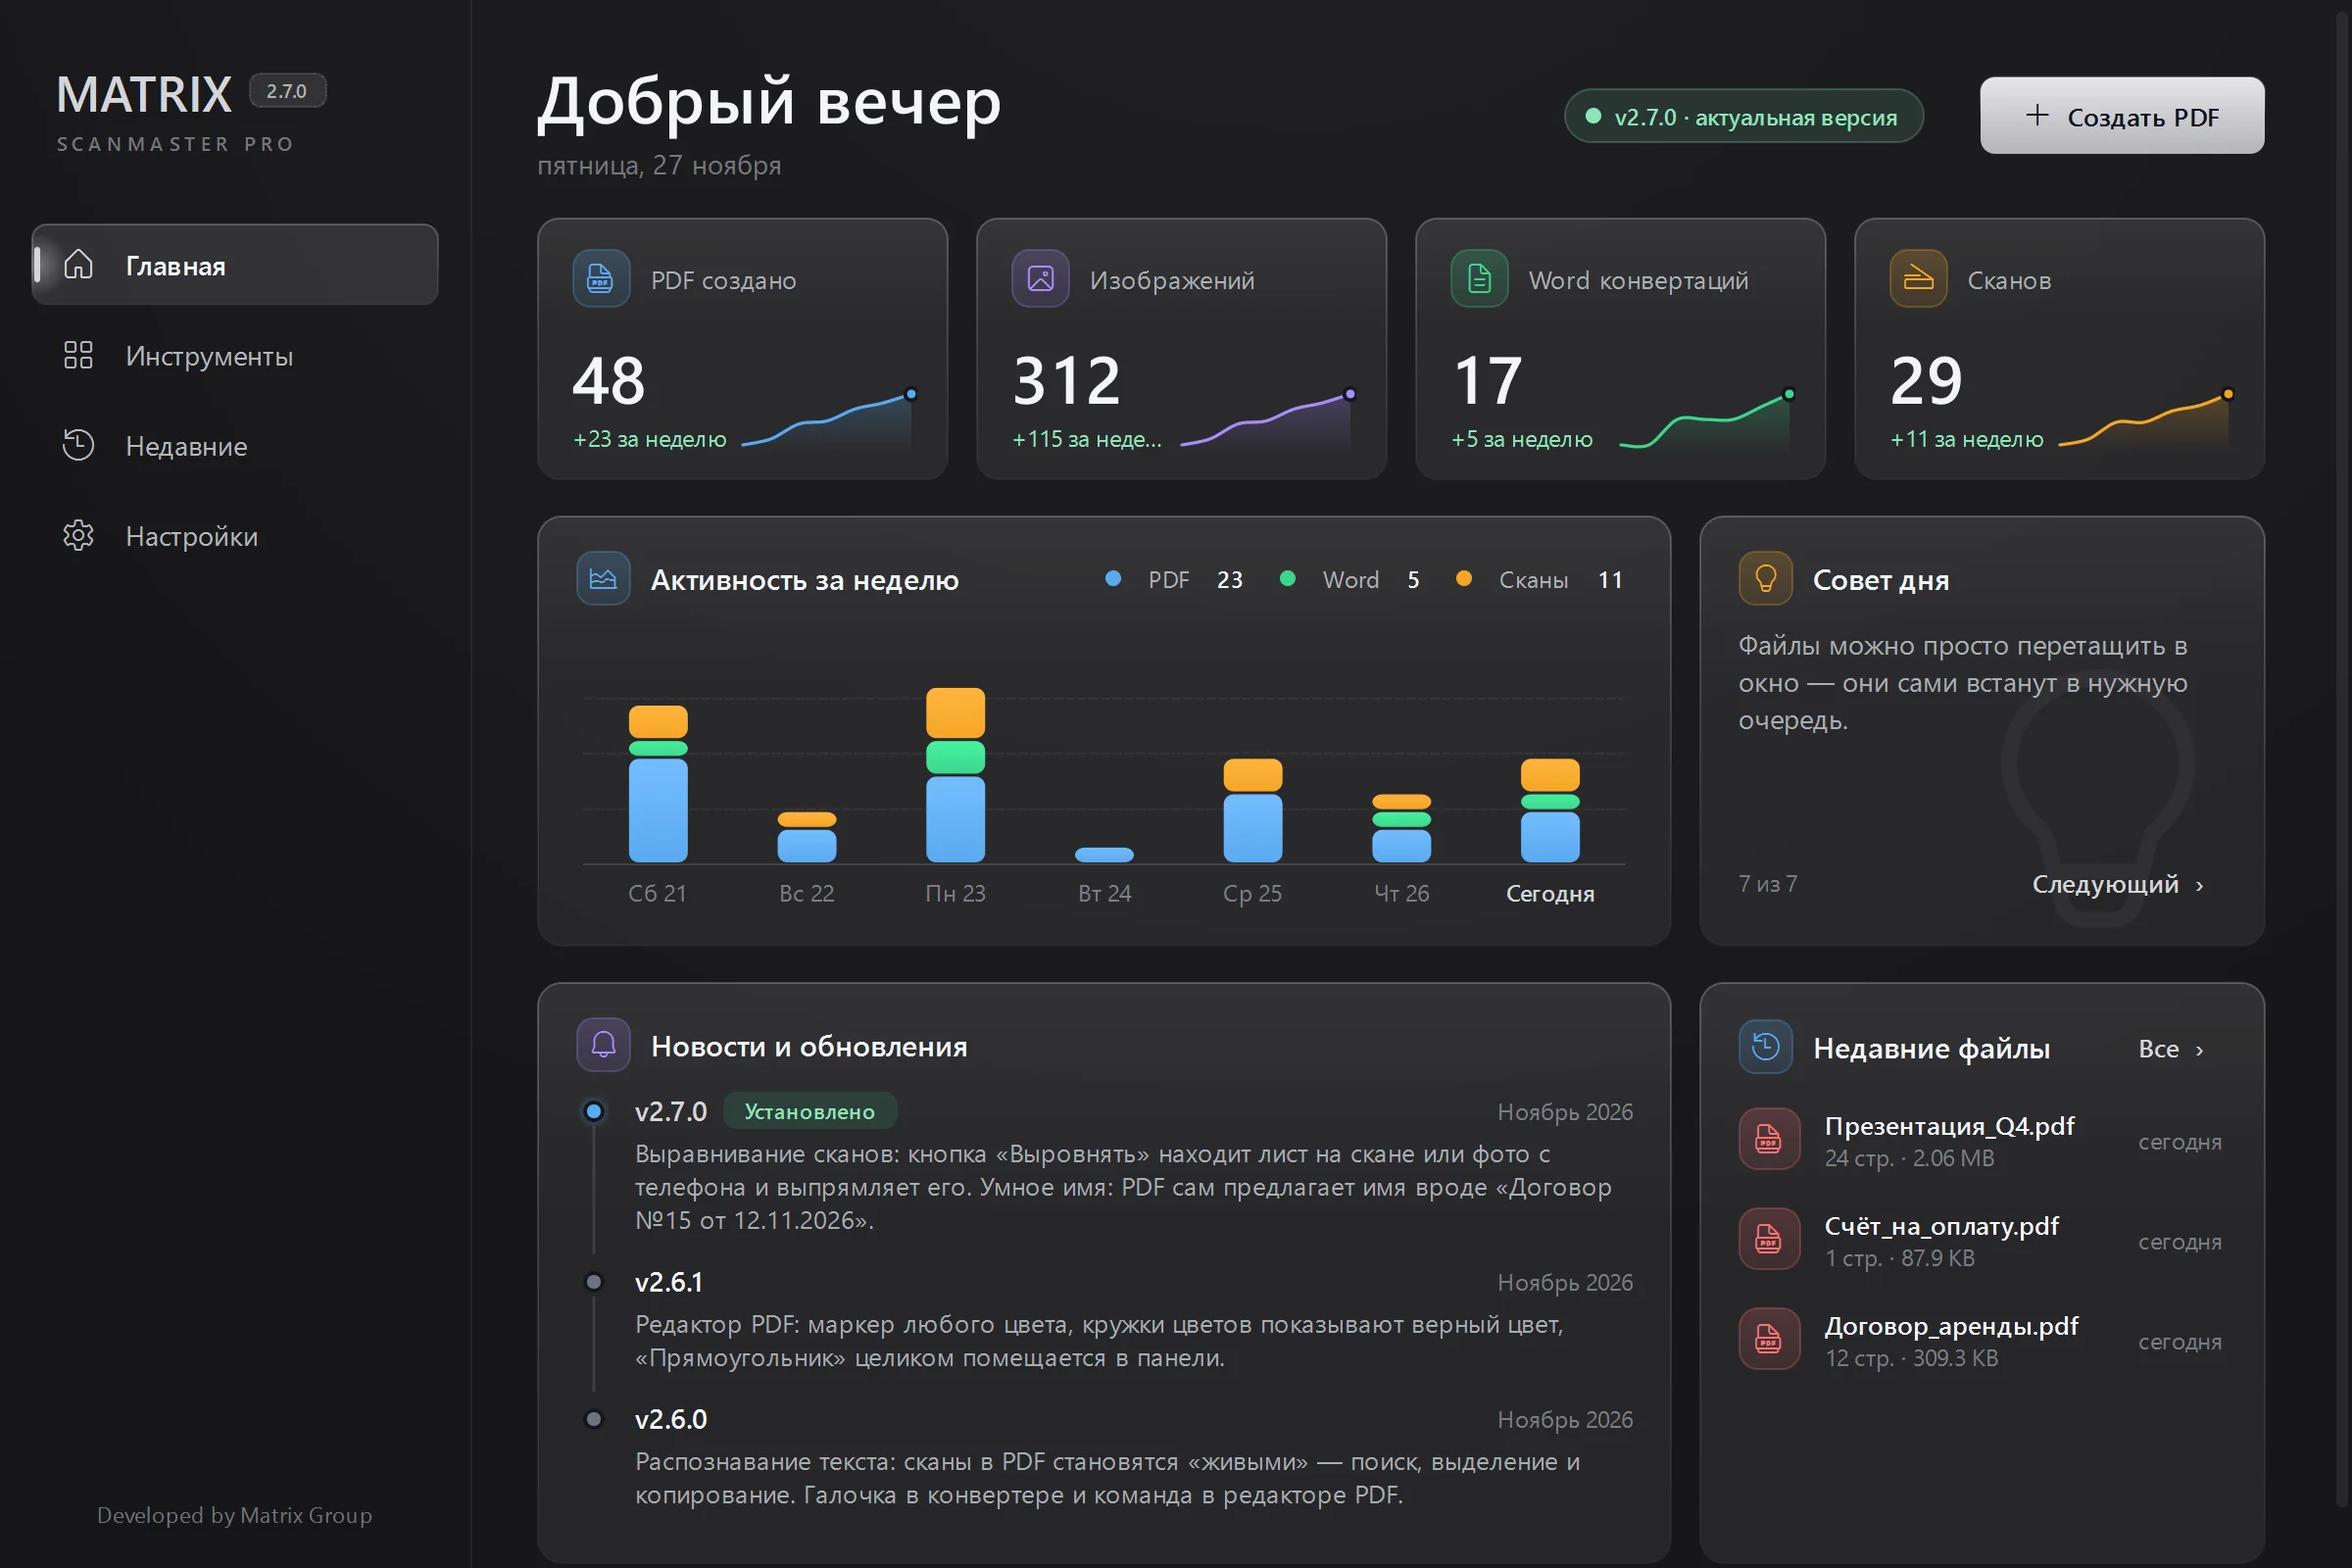 MATRIX 2.7.0
SCANMASTER PRO
Главная
Инструменты
Недавние
Настройки
Developed by Matrix Group
Добрый вечер
пятница, 27 ноября
v2.7.0 · актуальная версия
+ Создать PDF
PDF создано
48
+23 за неделю
Изображений
312
+115 за неде...
Word конвертаций
17
+5 за неделю
Сканов
29
+11 за неделю
Активность за неделю
PDF 23 Word 5 Сканы 11
Сб 21 Вс 22 Пн 23 Вт 24 Ср 25 Чт 26 Сегодня
Совет дня
Файлы можно просто перетащить в
окно — они сами встанут в нужную
очередь.
7 из 7 Следующий ›
Новости и обновления
v2.7.0 Установлено Ноябрь 2026
Выравнивание сканов: кнопка «Выровнять» находит лист на скане или фото с
телефона и выпрямляет его. Умное имя: PDF сам предлагает имя вроде «Договор
№15 от 12.11.2026».
v2.6.1 Ноябрь 2026
Редактор PDF: маркер любого цвета, кружки цветов показывают верный цвет,
«Прямоугольник» целиком помещается в панели.
v2.6.0 Ноябрь 2026
Распознавание текста: сканы в PDF становятся «живыми» — поиск, выделение и
копирование. Галочка в конвертере и команда в редакторе PDF.
Недавние файлы Все ›
PDF
Презентация_Q4.pdf
24 стр. · 2.06 MB
сегодня
PDF
Счёт_на_оплату.pdf
1 стр. · 87.9 KB
сегодня
PDF
Договор_аренды.pdf
12 стр. · 309.3 KB
сегодня